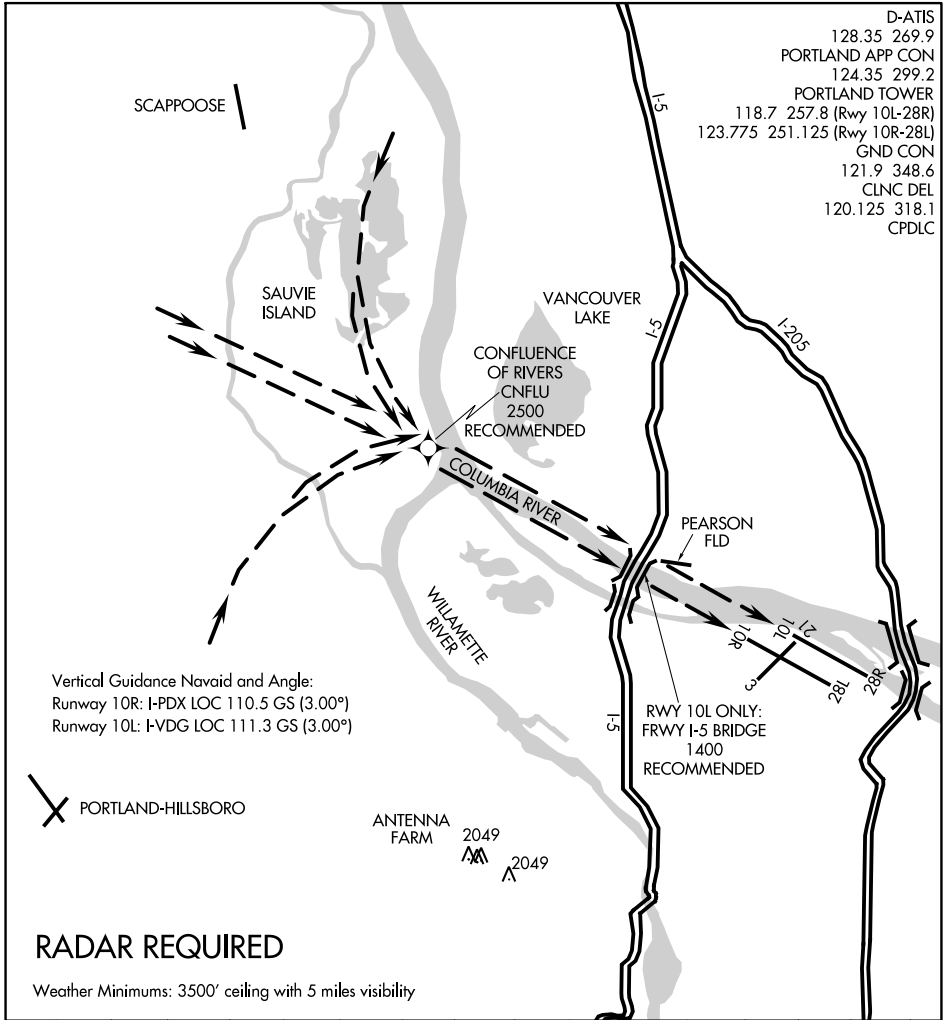 D-ATIS
128.35 269.9
PORTLAND APP CON
124.35 299.2
PORTLAND TOWER
118.7 257.8 (Rwy 10L-28R)
123.775 251.125 (Rwy 10R-28L)
GND CON
121.9 348.6
CLNC DEL
120.125 318.1
CPDLC
I-5
SCAPPOOSE
SAUVIE
ISLAND
VANCOUVER
LAKE
I-5
I-205
CONFLUENCE
OF RIVERS
CNFLU
2500
RECOMMENDED
COLUMBIA RIVER
PEARSON
FLD
WILLAMETTE
RIVER
10R
10L
21
3
28L
28R
Vertical Guidance Navaid and Angle:
Runway 10R: I-PDX LOC 110.5 GS (3.00°)
Runway 10L: I-VDG LOC 111.3 GS (3.00°)
I-5
RWY 10L ONLY:
FRWY I-5 BRIDGE
1400
RECOMMENDED
PORTLAND-HILLSBORO
ANTENNA
FARM
2049
2049
RADAR REQUIRED
Weather Minimums: 3500' ceiling with 5 miles visibility